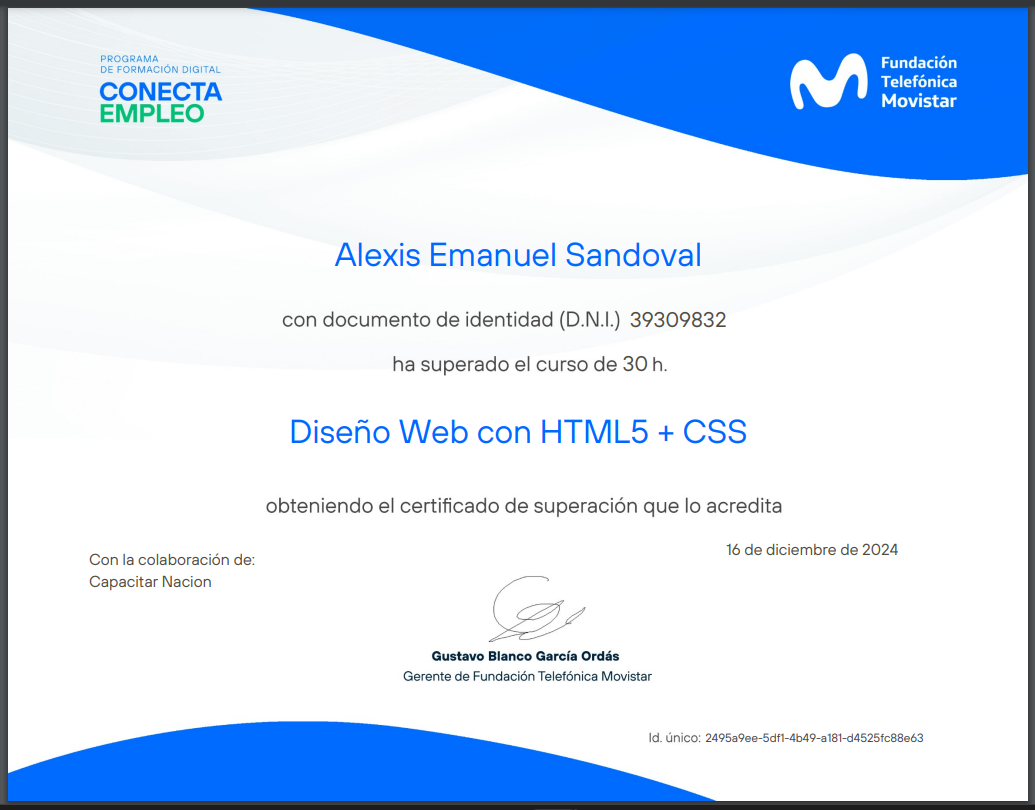 PROGRAMA
DE FORMACIÓN DIGITAL
CONECTA
EMPLEO
Fundación
Telefónica
Movistar
Alexis Emanuel Sandoval
con documento de identidad (D.N.I.) 39309832
ha superado el curso de 30 h.
Diseño Web con HTML5 + CSS
obteniendo el certificado de superación que lo acredita
16 de diciembre de 2024
Con la colaboración de:
Capacitar Nacion
Gustavo Blanco García Ordás
Gerente de Fundación Telefónica Movistar
Id. único: 2495a9ee-5df1-4b49-a181-d4525fc88e63